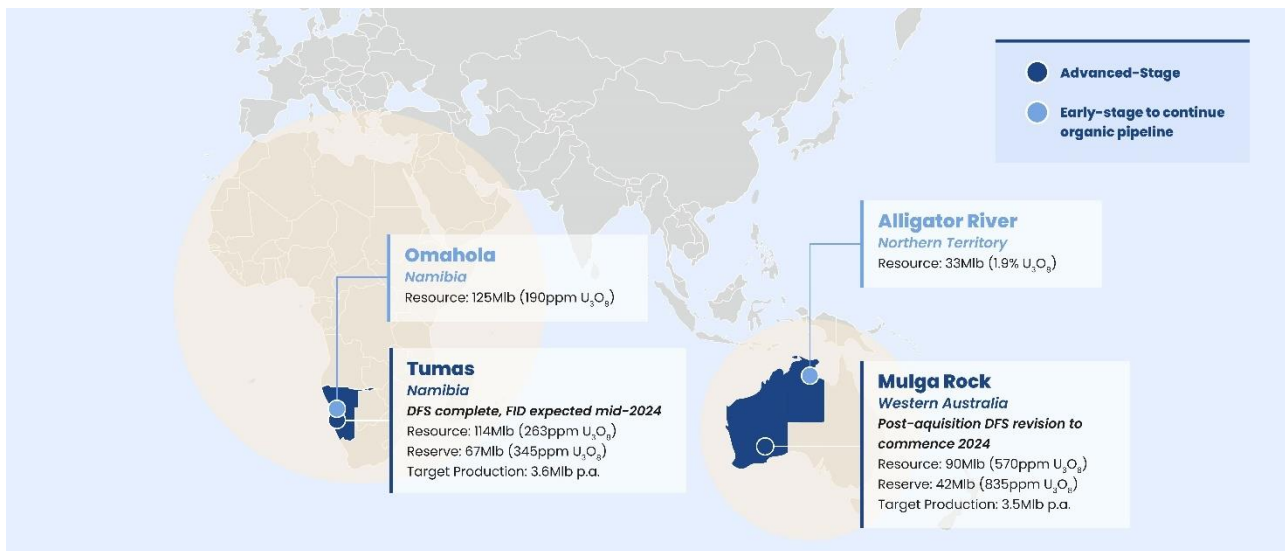 Advanced-Stage
Early-stage to continue
organic pipeline
Omahola
Namibia
Resource: 125Mlb (190ppm U₃O₈)
Tumas
Namibia
DFS complete, FID expected mid-2024
Resource: 114Mlb (263ppm U₃O₈)
Reserve: 67Mlb (345ppm U₃O₈)
Target Production: 3.6Mlb p.a.
Alligator River
Northern Territory
Resource: 33Mlb (1.9% U₃O₈)
Mulga Rock
Western Australia
Post-aquisition DFS revision to
commence 2024
Resource: 90Mlb (570ppm U₃O₈)
Reserve: 42Mlb (835ppm U₃O₈)
Target Production: 3.5Mlb p.a.